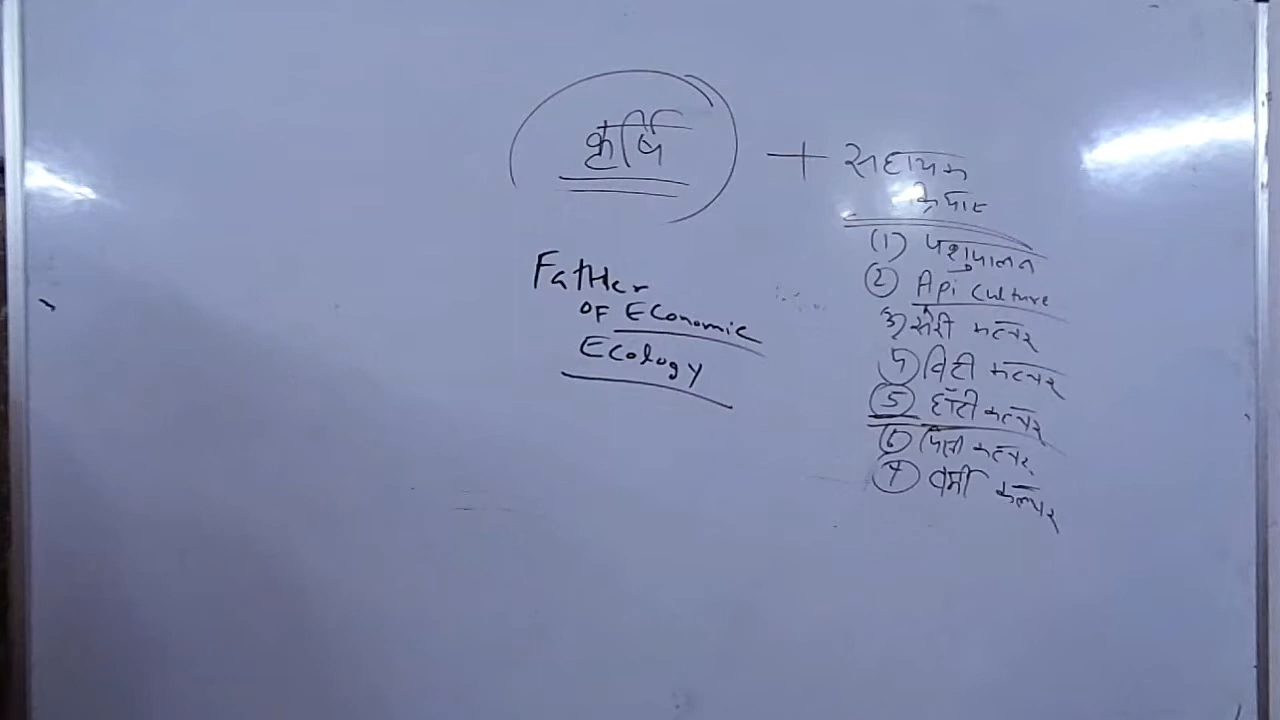 कृषि
+ सहायक
क्रियाएं
(1) पशुपालन
(2) Api culture
3) सेरी कल्चर
4) विटी कल्चर
(5) हॉर्टी कल्चर
(6) पिसी कल्चर
(7) वर्मी कल्चर
Father
OF Economic
Ecology